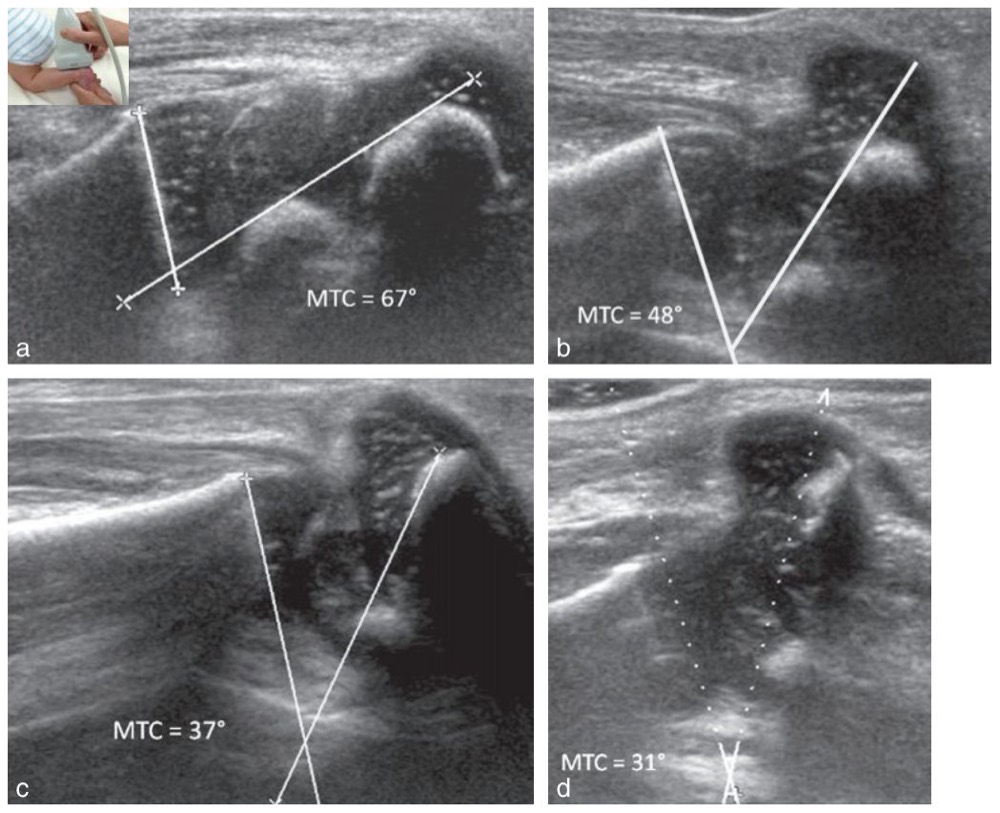 MTC = 67°
a
MTC = 48°
b
MTC = 37°
c
MTC = 31°
d